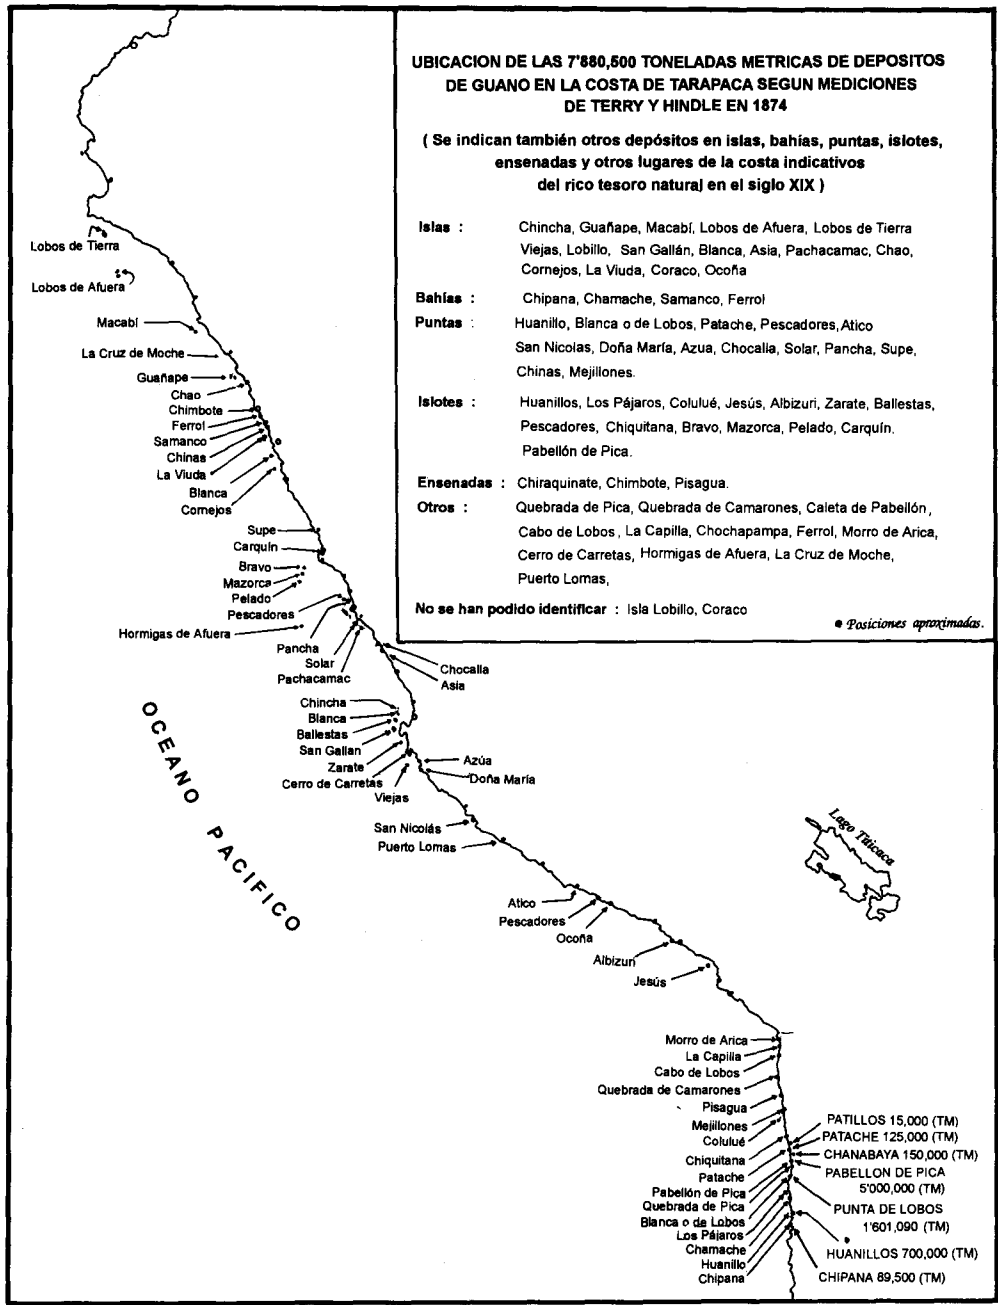 UBICACION DE LAS 7'880,500 TONELADAS METRICAS DE DEPOSITOS
DE GUANO EN LA COSTA DE TARAPACA SEGUN MEDICIONES
DE TERRY Y HINDLE EN 1874
( Se indican también otros depósitos en islas, bahías, puntas, islotes,
ensenadas y otros lugares de la costa indicativos
del rico tesoro natural en el siglo XIX )
Islas : Chincha, Guañape, Macabí, Lobos de Afuera, Lobos de Tierra
Viejas, Lobillo, San Gallán, Blanca, Asia, Pachacamac, Chao,
Cornejos, La Viuda, Coraco, Ocoña
Bahías : Chipana, Chamache, Samanco, Ferrol
Puntas : Huanillo, Blanca o de Lobos, Patache, Pescadores, Atico
San Nicolas, Doña María, Azua, Chocalla, Solar, Pancha, Supe,
Chinas, Mejillones.
Islotes : Huanillos, Los Pájaros, Colulué, Jesús, Albizuri, Zarate, Ballestas,
Pescadores, Chiquitana, Bravo, Mazorca, Pelado, Carquín.
Pabellón de Pica.
Ensenadas : Chiraquinate, Chimbote, Pisagua.
Otros : Quebrada de Pica, Quebrada de Camarones, Caleta de Pabellón,
Cabo de Lobos, La Capilla, Chochapampa, Ferrol, Morro de Arica,
Cerro de Carretas, Hormigas de Afuera, La Cruz de Moche,
Puerto Lomas,
No se han podido identificar : Isla Lobillo, Coraco
Posiciones aproximadas.
Lobos de Tierra
Lobos de Afuera
Macabí
La Cruz de Moche
Guañape
Chao
Chimbote
Ferrol
Samanco
Chinas
La Viuda
Blanca
Cornejos
Supe
Carquín
Bravo
Mazorca
Pelado
Pescadores
Hormigas de Afuera
Pancha
Solar
Pachacamac
Chocalla
Asia
Chincha
Blanca
Ballestas
San Gallan
Zarate
Cerro de Carretas
Viejas
Azúa
Doña María
San Nicolás
Puerto Lomas
OCEANO PACIFICO
Lago Titicaca
Atico
Pescadores
Ocoña
Albizuri
Jesús
Morro de Arica
La Capilla
Cabo de Lobos
Quebrada de Camarones
Pisagua
Mejillones
Colulué
Chiquitana
Patache
Pabellón de Pica
Quebrada de Pica
Blanca o de Lobos
Los Pájaros
Chamache
Huanillo
Chipana
PATILLOS 15,000 (TM)
PATACHE 125,000 (TM)
CHANABAYA 150,000 (TM)
PABELLON DE PICA
5'000,000 (TM)
PUNTA DE LOBOS
1'601,090 (TM)
HUANILLOS 700,000 (TM)
CHIPANA 89,500 (TM)